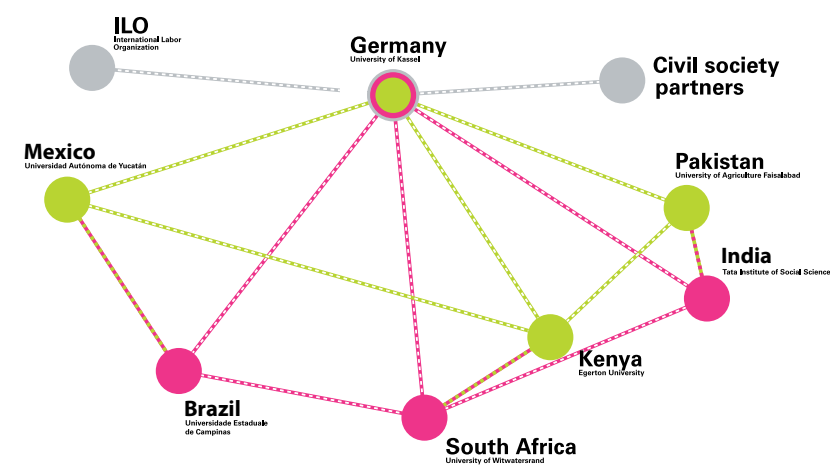 ILO
International Labor
Organization
Germany
University of Kassel
Civil society
partners
Mexico
Universidad Autónoma de Yucatán
Pakistan
University of Agriculture Faisalabad
India
Tata Institute of Social Science
Kenya
Egerton University
Brazil
Universidade Estaduale
de Campinas
South Africa
University of Witwatersrand